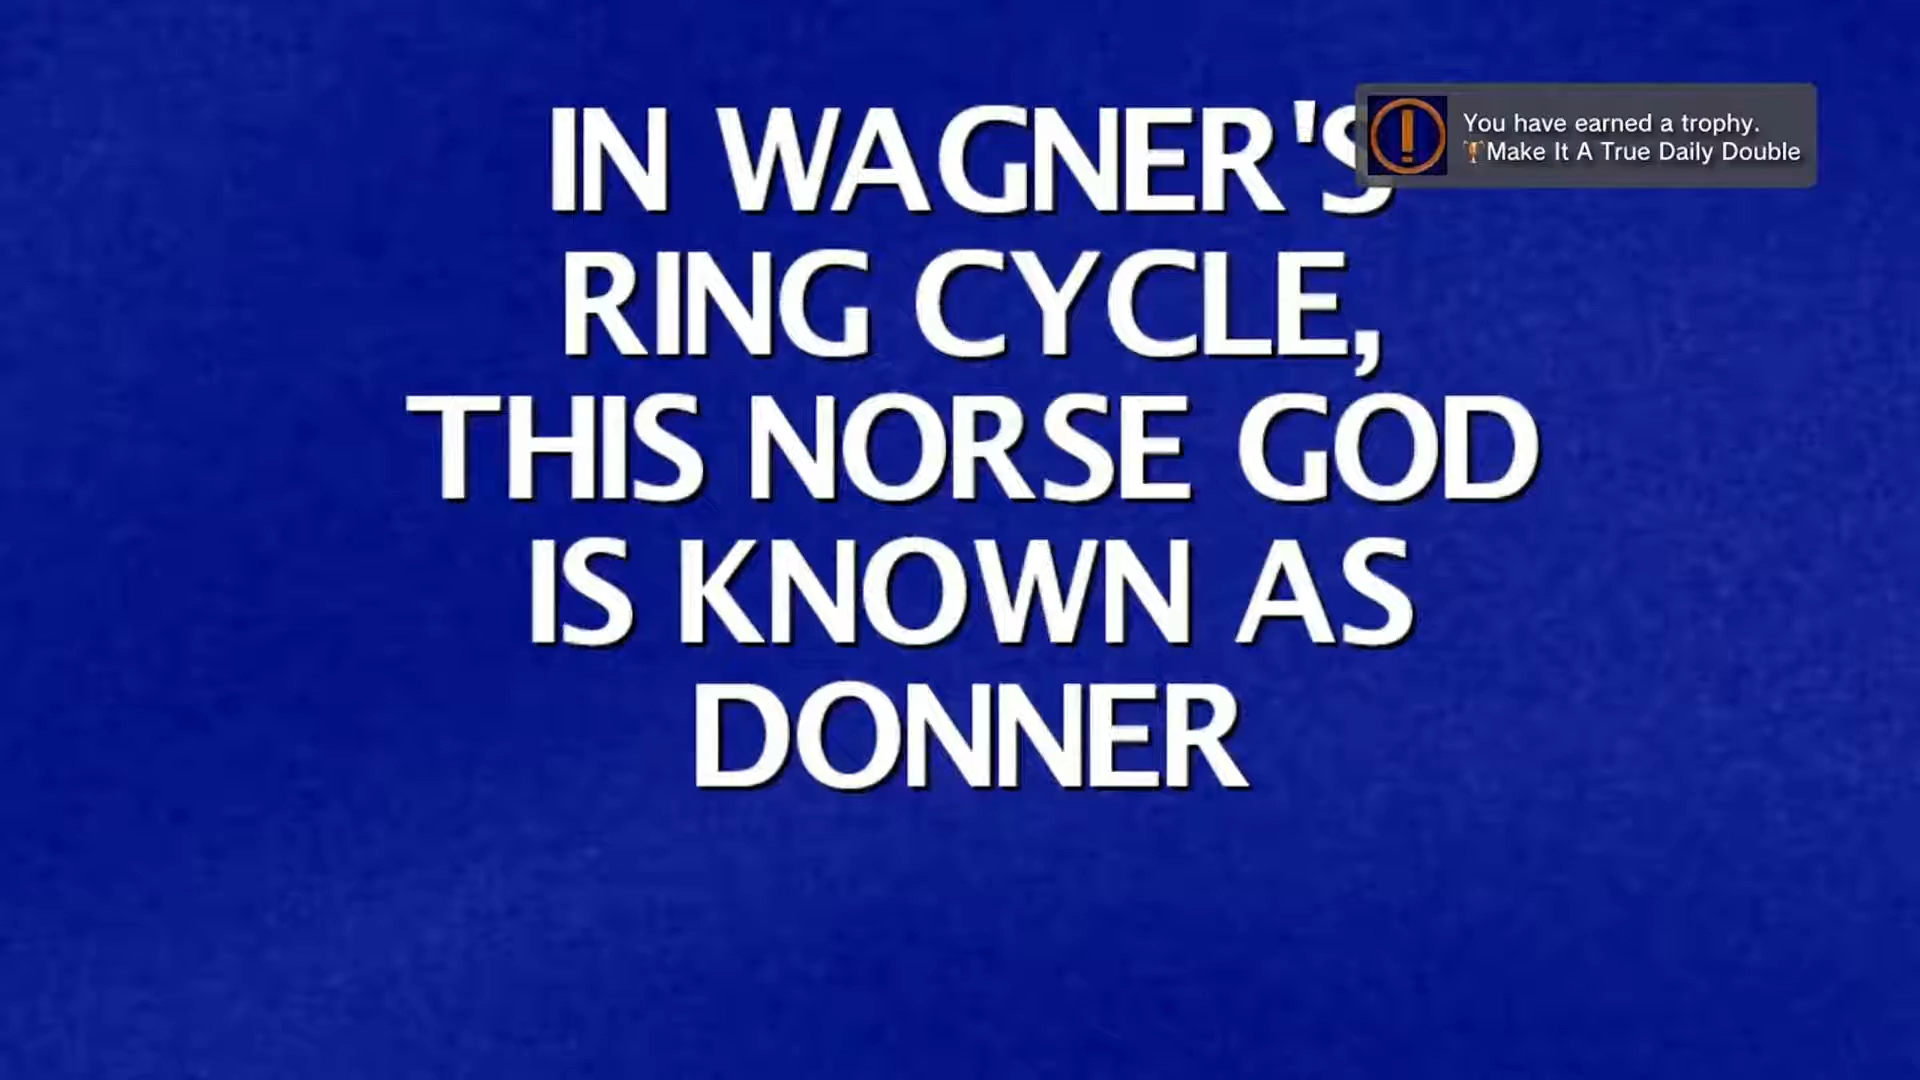 IN WAGNER'S
You have earned a trophy.
Make It A True Daily Double
RING CYCLE,
THIS NORSE GOD
IS KNOWN AS
DONNER